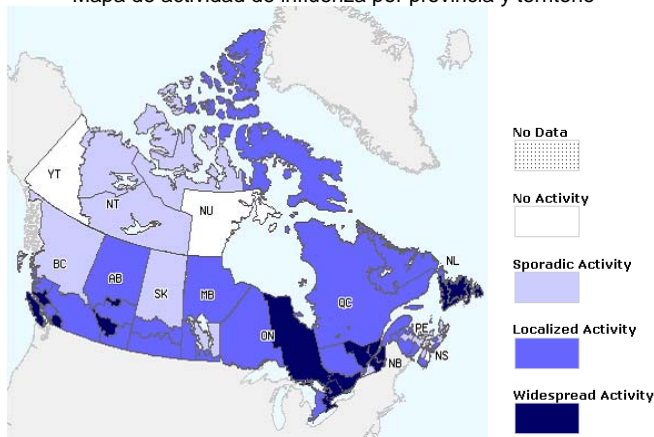 Mapa de actividad de influenza por provincia y territorio
No Data
No Activity
Sporadic Activity
Localized Activity
Widespread Activity
YT
NT
NU
BC
AB
SK
MB
ON
QC
NL
PE
NB
NS